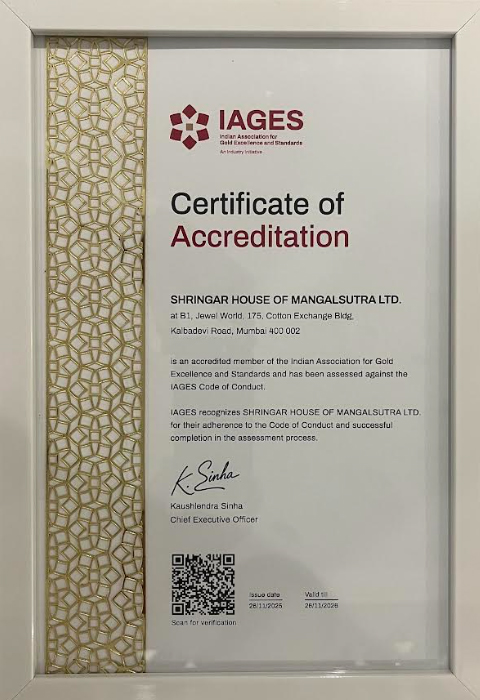 IAGES
Indian Association for
Gold Excellence and Standards
An Industry Initiative
Certificate of
Accreditation
SHRINGAR HOUSE OF MANGALSUTRA LTD.
at B1, Jewel World, 175, Cotton Exchange Bldg,
Kalbadevi Road, Mumbai 400 002
is an accredited member of the Indian Association for Gold
Excellence and Standards and has been assessed against the
IAGES Code of Conduct.
IAGES recognizes SHRINGAR HOUSE OF MANGALSUTRA LTD.
for their adherence to the Code of Conduct and successful
completion in the assessment process.
K. Sinha
Kaushlendra Sinha
Chief Executive Officer
Issue date Valid till
Scan for verification